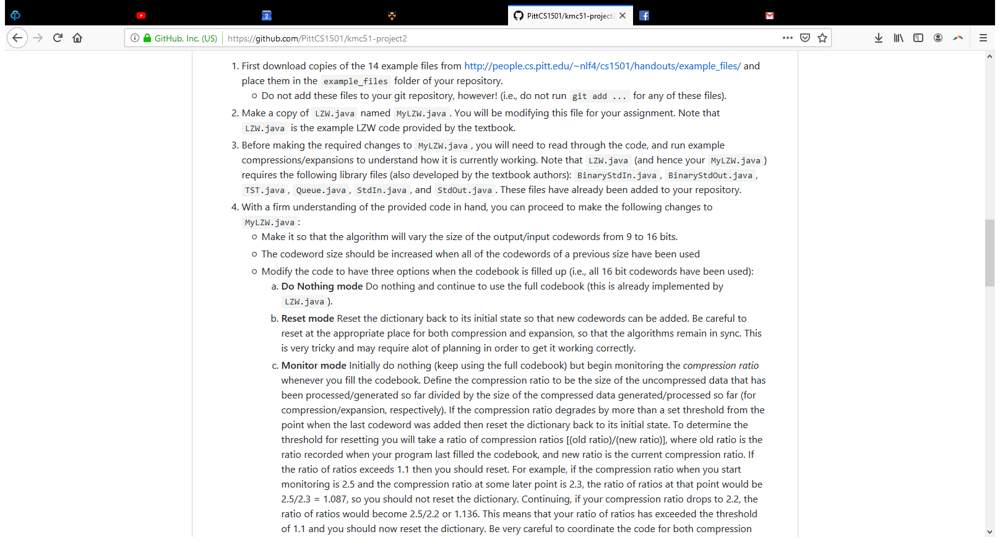 2
PittCS1501/kmc51-project2
GitHub, Inc. (US)
https://github.com/PittCS1501/kmc51-project2
1. First download copies of the 14 example files from http://people.cs.pitt.edu/~nlf4/cs1501/handouts/example_files/ and
place them in the example_files folder of your repository.
Do not add these files to your git repository, however! (i.e., do not run git add ... for any of these files).
2. Make a copy of LZW.java named MyLZW.java. You will be modifying this file for your assignment. Note that
LZW.java is the example LZW code provided by the textbook.
3. Before making the required changes to MyLZW.java, you will need to read through the code, and run example
compressions/expansions to understand how it is currently working. Note that LZW.java (and hence your MyLZW.java)
requires the following library files (also developed by the textbook authors): BinaryStdIn.java, BinaryStdOut.java,
TST.java, Queue.java, StdIn.java, and StdOut.java. These files have already been added to your repository.
4. With a firm understanding of the provided code in hand, you can proceed to make the following changes to
MyLZW.java:
Make it so that the algorithm will vary the size of the output/input codewords from 9 to 16 bits.
The codeword size should be increased when all of the codewords of a previous size have been used
Modify the code to have three options when the codebook is filled up (i.e., all 16 bit codewords have been used):
a. Do Nothing mode Do nothing and continue to use the full codebook (this is already implemented by
LZW.java).
b. Reset mode Reset the dictionary back to its initial state so that new codewords can be added. Be careful to
reset at the appropriate place for both compression and expansion, so that the algorithms remain in sync. This
is very tricky and may require alot of planning in order to get it working correctly.
c. Monitor mode Initially do nothing (keep using the full codebook) but begin monitoring the compression ratio
whenever you fill the codebook. Define the compression ratio to be the size of the uncompressed data that has
been processed/generated so far divided by the size of the compressed data generated/processed so far (for
compression/expansion, respectively). If the compression ratio degrades by more than a set threshold from the
point when the last codeword was added then reset the dictionary back to its initial state. To determine the
threshold for resetting you will take a ratio of compression ratios [(old ratio)/(new ratio)], where old ratio is the
ratio recorded when your program last filled the codebook, and new ratio is the current compression ratio. If
the ratio of ratios exceeds 1.1 then you should reset. For example, if the compression ratio when you start
monitoring is 2.5 and the compression ratio at some later point is 2.3, the ratio of ratios at that point would be
2.5/2.3 = 1.087, so you should not reset the dictionary. Continuing, if your compression ratio drops to 2.2, the
ratio of ratios would become 2.5/2.2 or 1.136. This means that your ratio of ratios has exceeded the threshold
of 1.1 and you should now reset the dictionary. Be very careful to coordinate the code for both compression